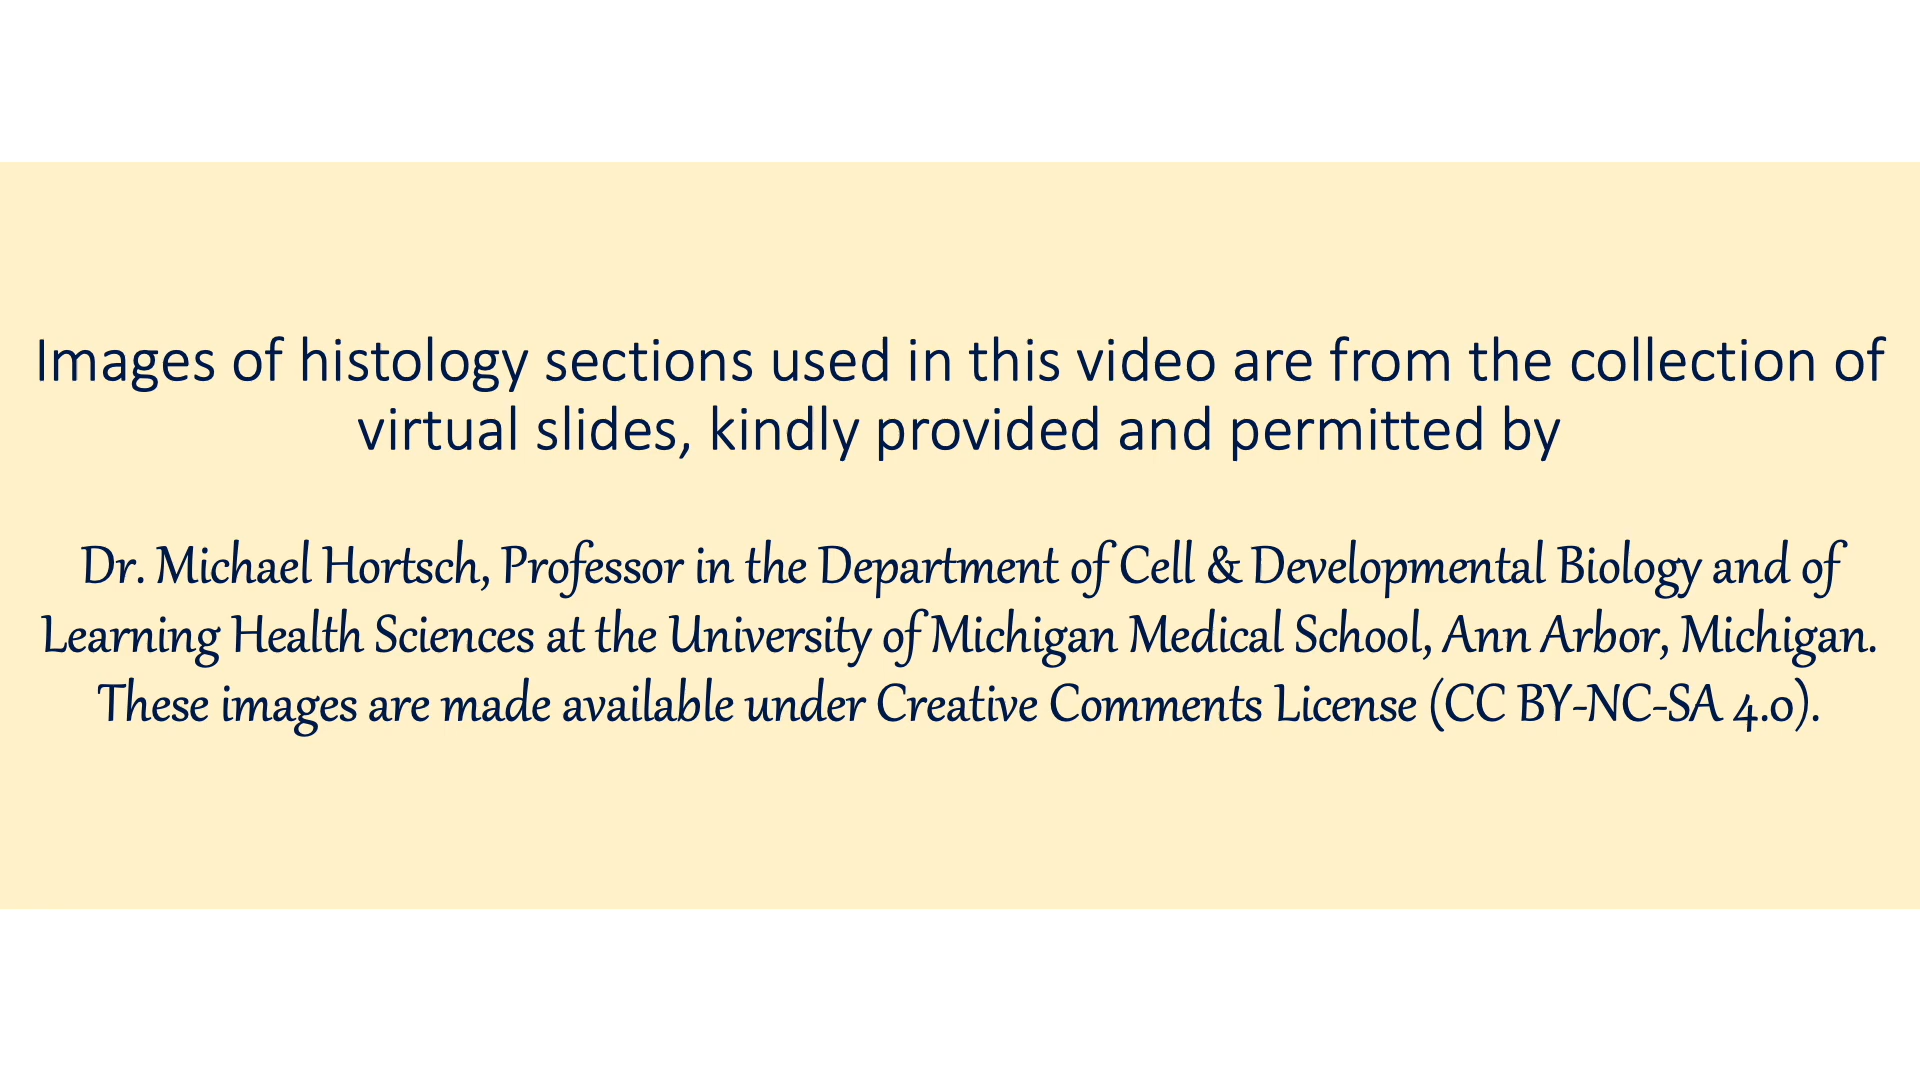 Images of histology sections used in this video are from the collection of
virtual slides, kindly provided and permitted by
Dr. Michael Hortsch, Professor in the Department of Cell & Developmental Biology and of
Learning Health Sciences at the University of Michigan Medical School, Ann Arbor, Michigan.
These images are made available under Creative Comments License (CC BY-NC-SA 4.0).